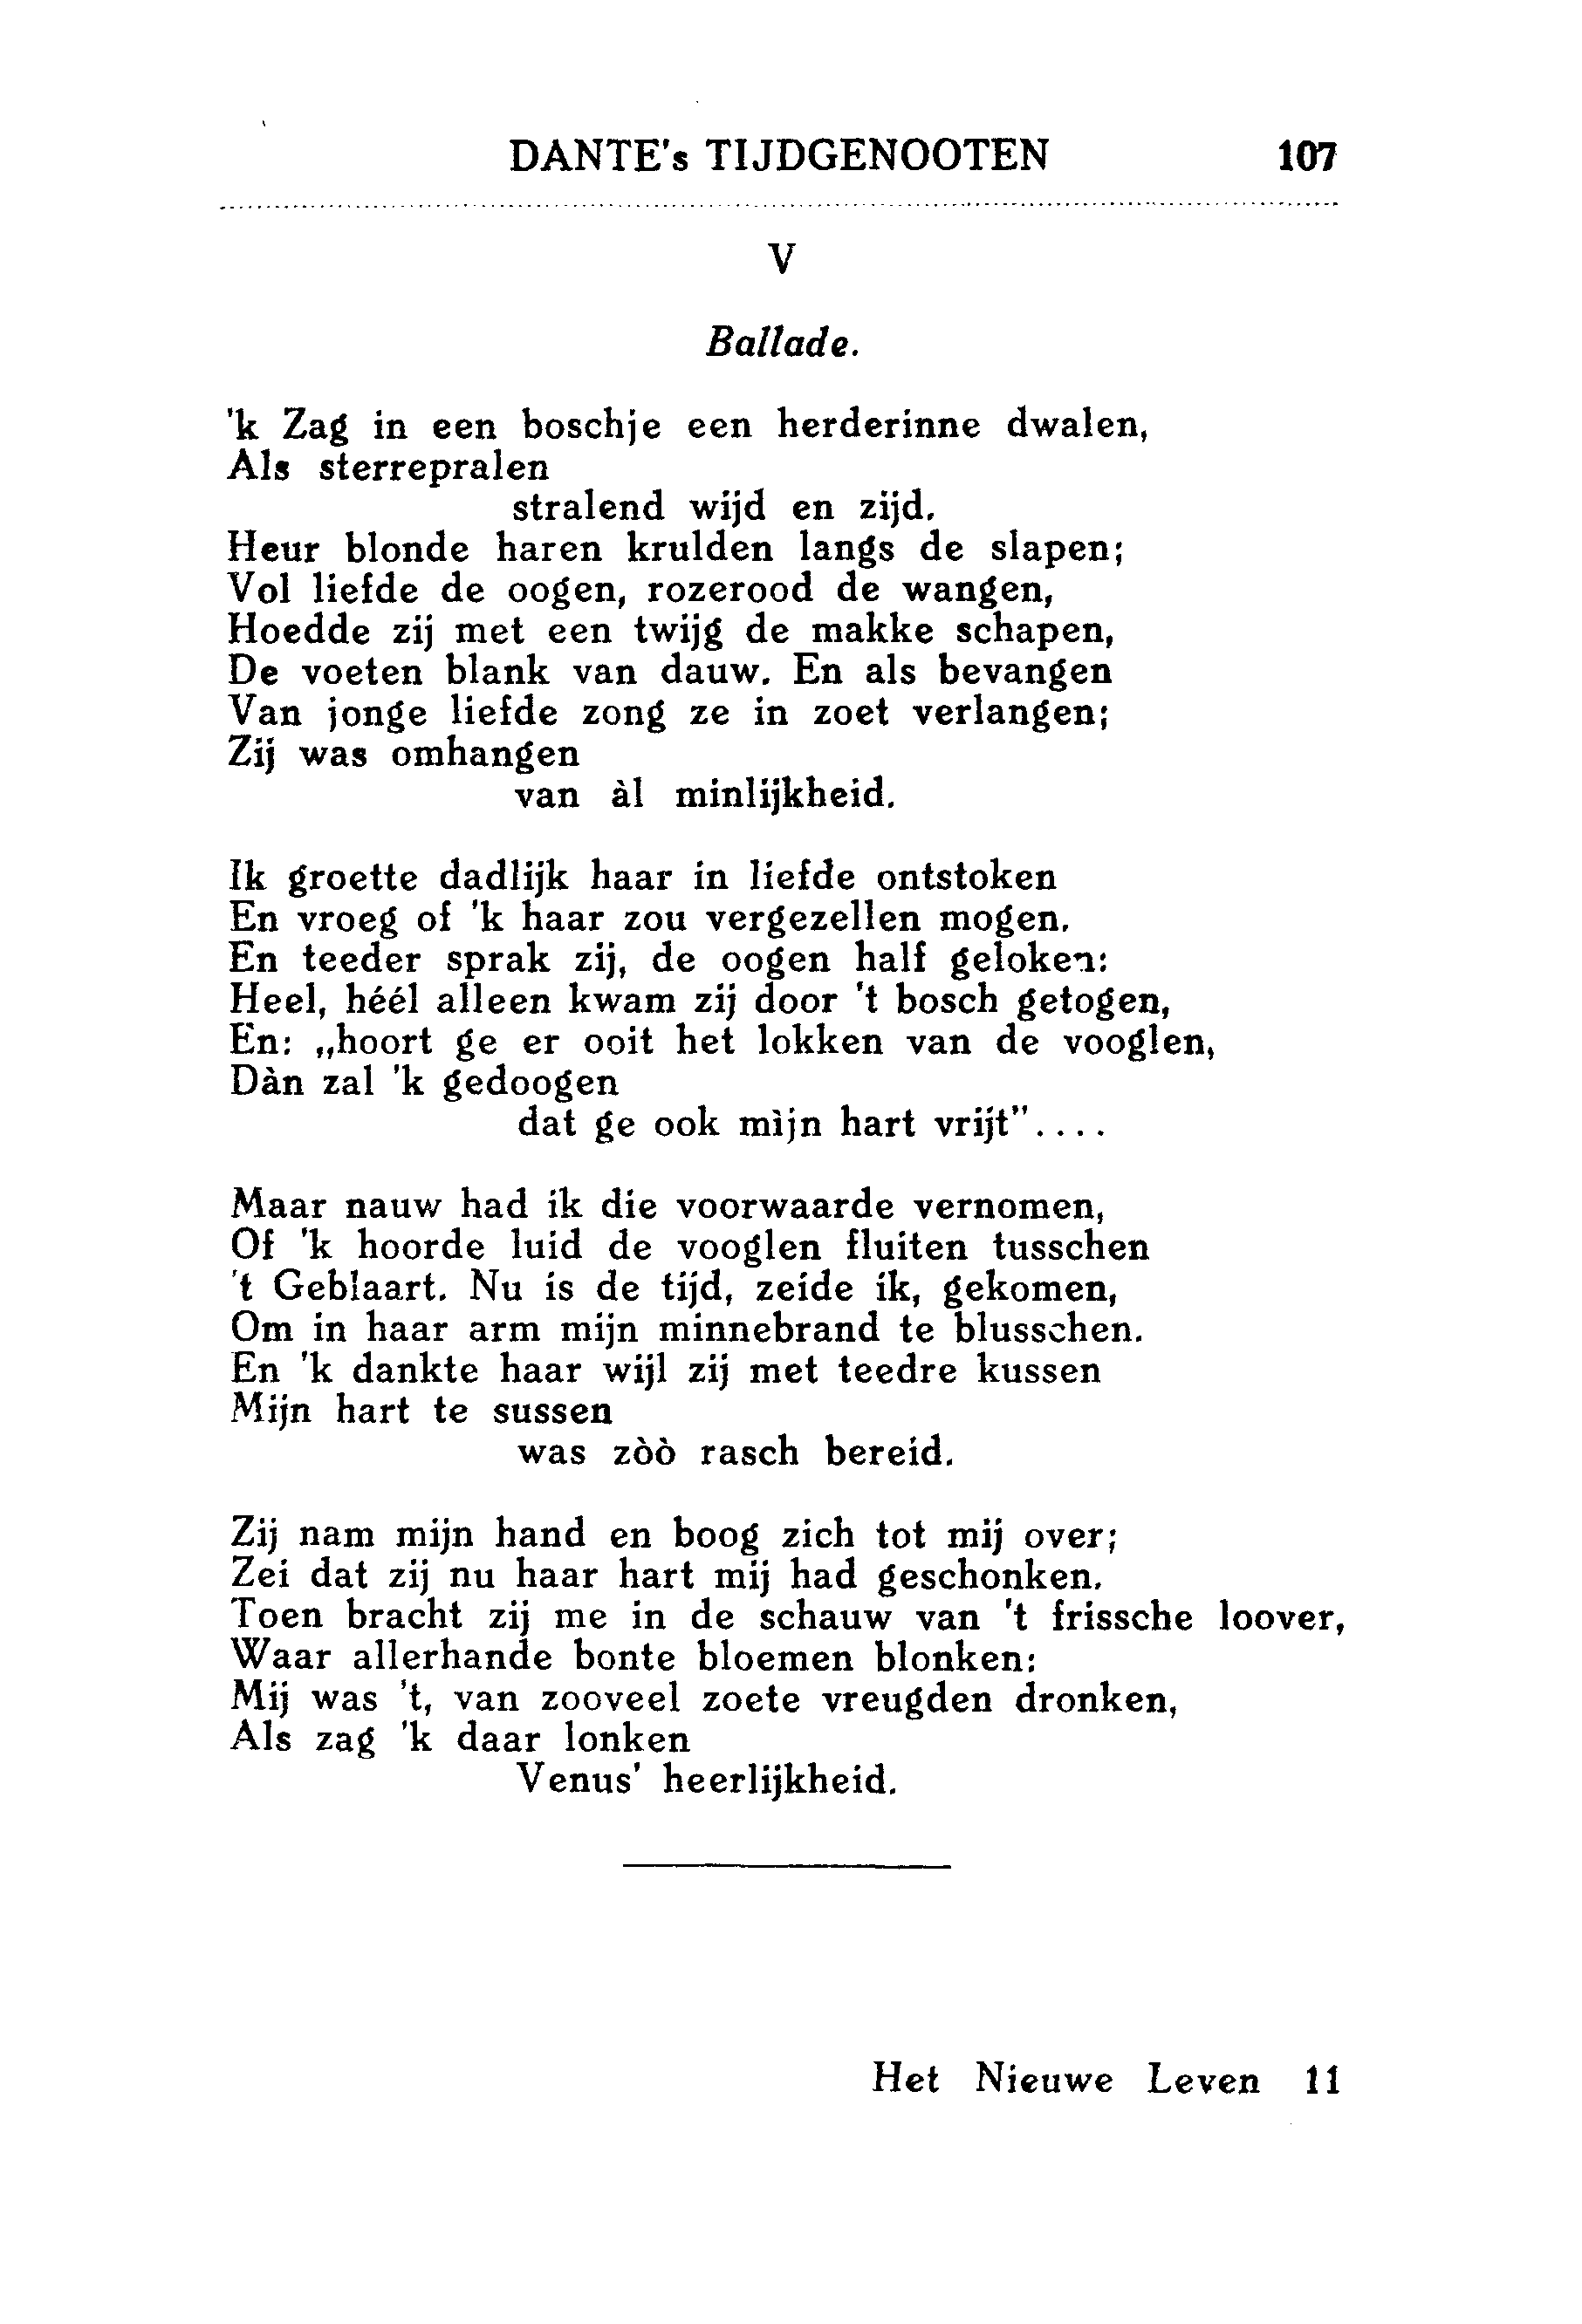 DANTE's TIJDGENOOTEN 107
V
Ballade.
'k Zag in een boschje een herderinne dwalen,
Als sterrepralen
stralend wijd en zijd.
Heur blonde haren krulden langs de slapen;
Vol liefde de oogen, rozerood de wangen,
Hoedde zij met een twijg de makke schapen,
De voeten blank van dauw. En als bevangen
Van jonge liefde zong ze in zoet verlangen;
Zij was omhangen
van àl minlijkheid.
Ik groette dadlijk haar in liefde ontstoken
En vroeg of 'k haar zou vergezellen mogen.
En teeder sprak zij, de oogen half geloken:
Heel, héél alleen kwam zij door 't bosch getogen,
En: „hoort ge er ooit het lokken van de vooglen,
Dàn zal 'k gedoogen
dat ge ook mìjn hart vrijt"....
Maar nauw had ik die voorwaarde vernomen,
Of 'k hoorde luid de vooglen fluiten tusschen
't Geblaart. Nu is de tijd, zeide ik, gekomen,
Om in haar arm mijn minnebrand te blusschen.
En 'k dankte haar wijl zij met teedre kussen
Mijn hart te sussen
was zòò rasch bereid.
Zij nam mijn hand en boog zich tot mij over;
Zei dat zij nu haar hart mij had geschonken.
Toen bracht zij me in de schauw van 't frissche loover,
Waar allerhande bonte bloemen blonken:
Mij was 't, van zooveel zoete vreugden dronken,
Als zag 'k daar lonken
Venus' heerlijkheid.
Het Nieuwe Leven 11